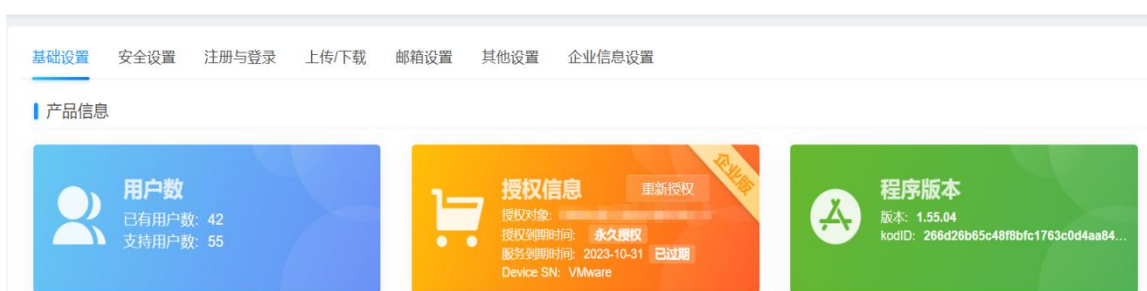 基础设置 安全设置 注册与登录 上传/下载 邮箱设置 其他设置 企业信息设置
产品信息
用户数
已有用户数: 42
支持用户数: 55
授权信息 重新授权
企业版
授权对象:
授权到期时间: 永久授权
服务到期时间: 2023-10-31 已过期
Device SN: VMware
程序版本
版本: 1.55.04
kodID: 266d26b65c48f8bfc1763c0d4aa84...